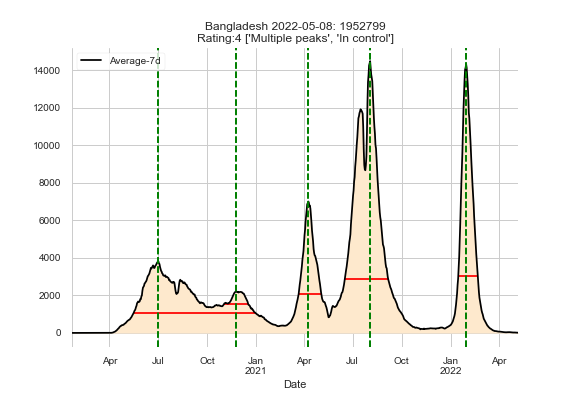 Bangladesh 2022-05-08: 1952799
Rating:4 ['Multiple peaks', 'In control']
Average-7d
14000
12000
10000
8000
6000
4000
2000
0
Apr Jul Oct Jan Apr Jul Oct Jan Apr
2021 2022
Date